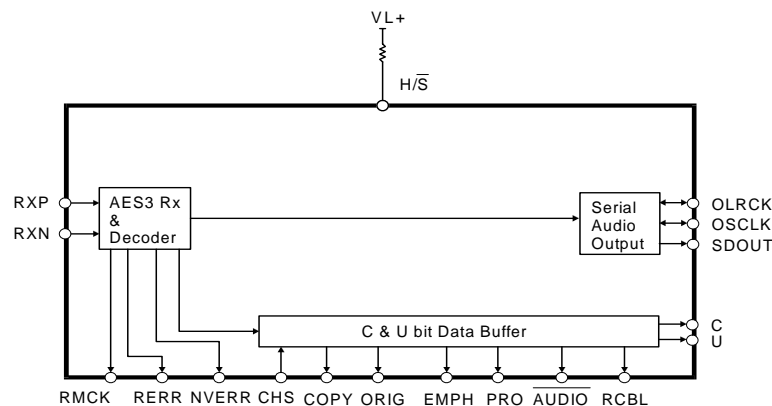 VL+
H/S̅
RXP
RXN
AES3 Rx
&
Decoder
Serial
Audio
Output
OLRCK
OSCLK
SDOUT
C & U bit Data Buffer
C
U
RMCK RERR NVERR CHS COPY ORIG EMPH PRO A̅U̅D̅I̅O̅ RCBL